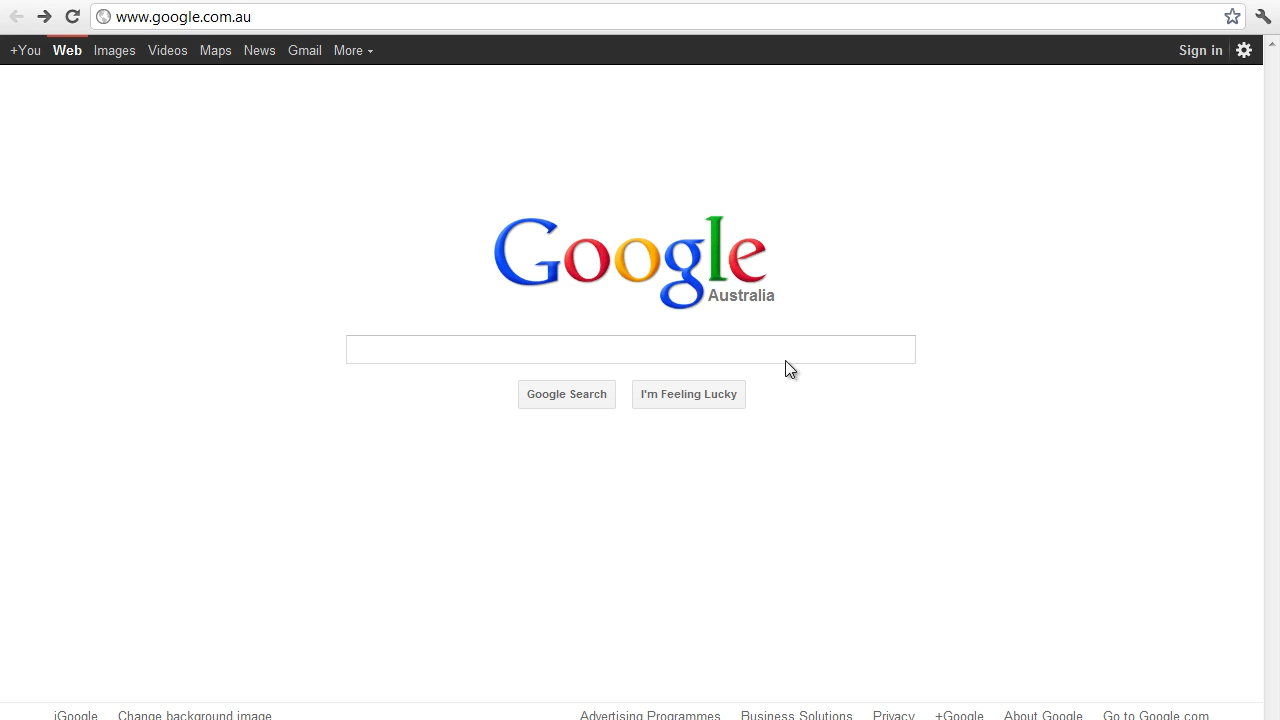 www.google.com.au
+You Web Images Videos Maps News Gmail More Sign in
Google
Australia
Google Search I'm Feeling Lucky
iGoogle Change background image Advertising Programmes Business Solutions Privacy +Google About Google Go to Google.com